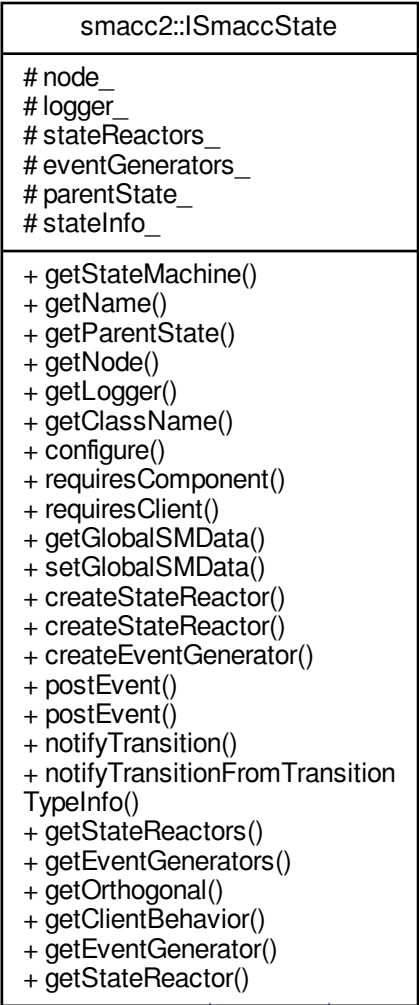 smacc2::ISmaccState
# node_
# logger_
# stateReactors_
# eventGenerators_
# parentState_
# stateInfo_
+ getStateMachine()
+ getName()
+ getParentState()
+ getNode()
+ getLogger()
+ getClassName()
+ configure()
+ requiresComponent()
+ requiresClient()
+ getGlobalSMData()
+ setGlobalSMData()
+ createStateReactor()
+ createStateReactor()
+ createEventGenerator()
+ postEvent()
+ postEvent()
+ notifyTransition()
+ notifyTransitionFromTransition
TypeInfo()
+ getStateReactors()
+ getEventGenerators()
+ getOrthogonal()
+ getClientBehavior()
+ getEventGenerator()
+ getStateReactor()